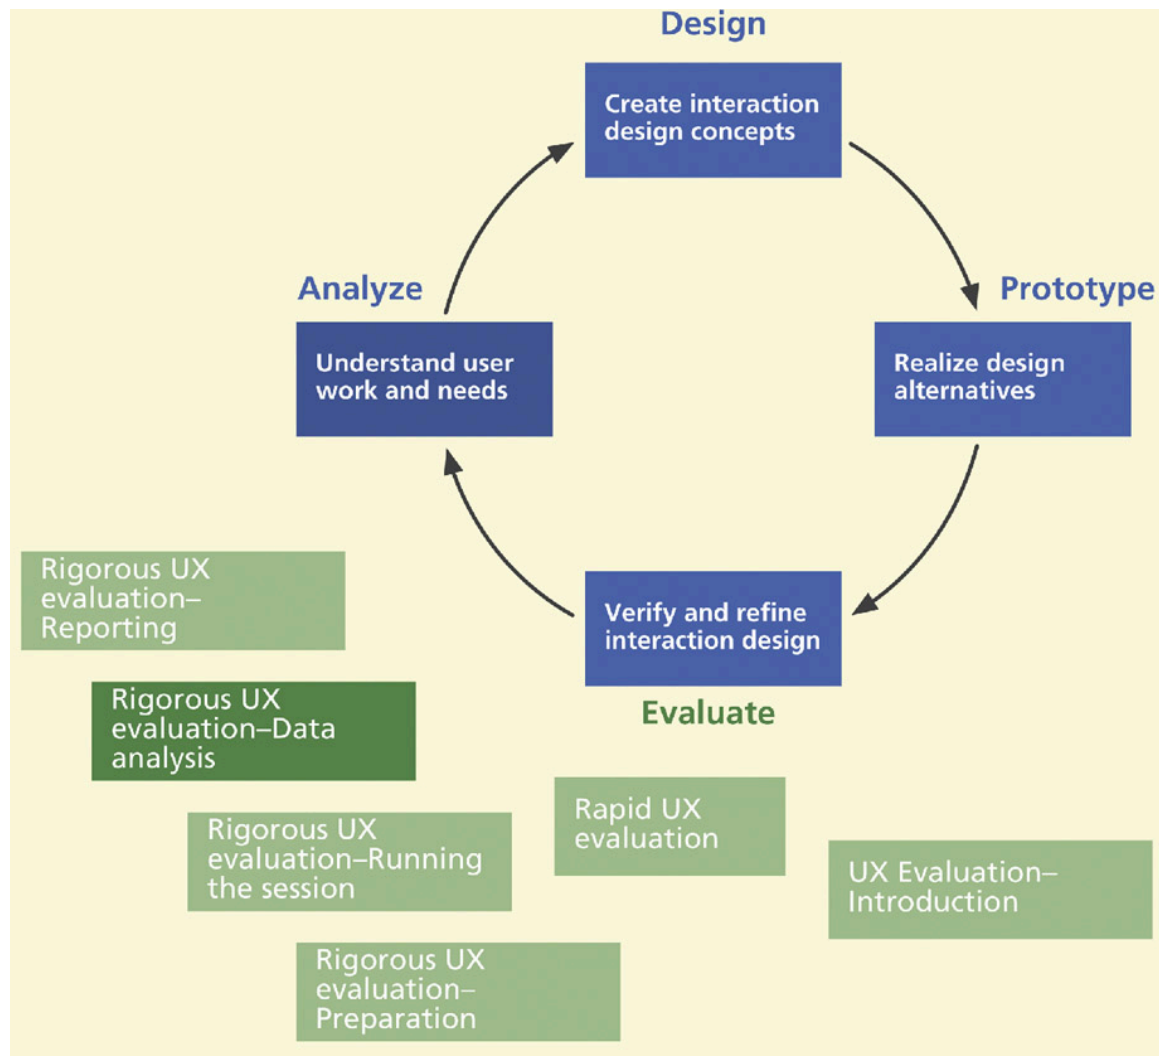 Design
Create interaction
design concepts
Analyze
Prototype
Understand user
work and needs
Realize design
alternatives
Verify and refine
interaction design
Evaluate
Rigorous UX
evaluation–
Reporting
Rigorous UX
evaluation–Data
analysis
Rigorous UX
evaluation–Running
the session
Rigorous UX
evaluation–
Preparation
Rapid UX
evaluation
UX Evaluation–
Introduction